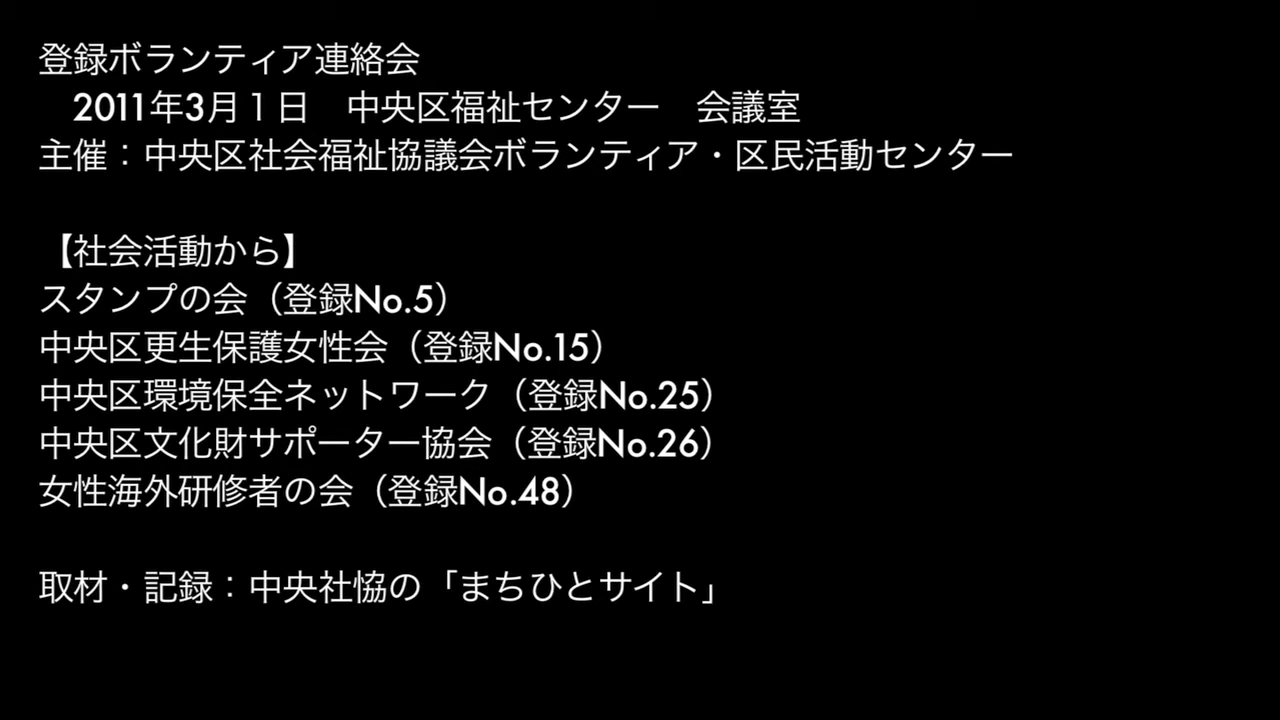 登録ボランティア連絡会
　2011年3月１日　中央区福祉センター　会議室
主催：中央区社会福祉協議会ボランティア・区民活動センター
【社会活動から】
スタンプの会（登録No.5）
中央区更生保護女性会（登録No.15）
中央区環境保全ネットワーク（登録No.25）
中央区文化財サポーター協会（登録No.26）
女性海外研修者の会（登録No.48）
取材・記録：中央社協の「まちひとサイト」